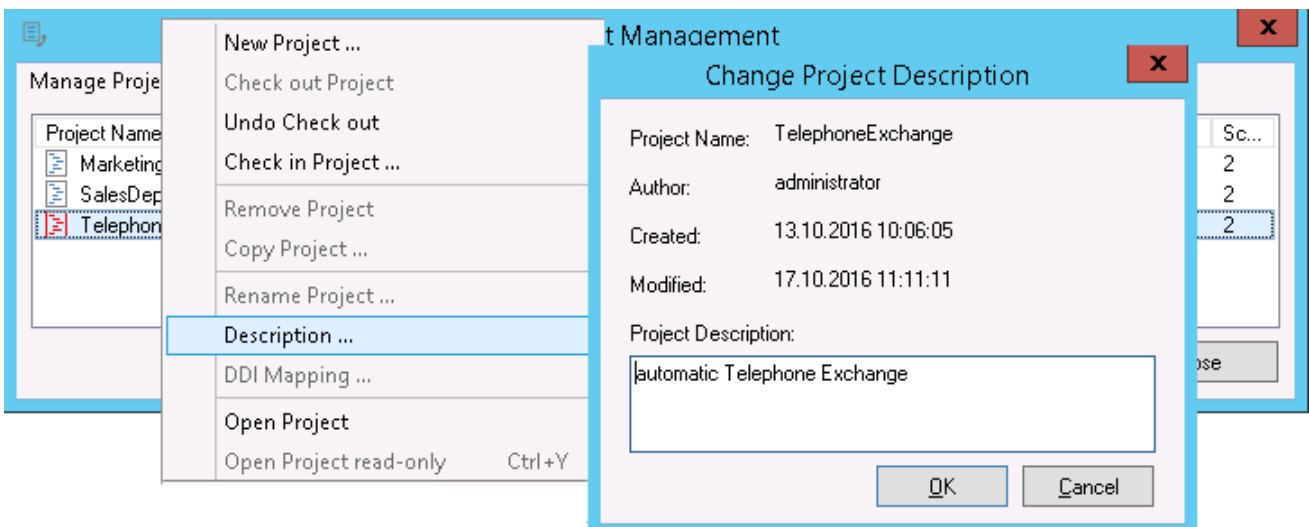 t Management
Manage Proje
Project Name
Sc...
Marketing
2
SalesDep
2
Telephon
2
ose
New Project ...
Check out Project
Undo Check out
Check in Project ...
Remove Project
Copy Project ...
Rename Project ...
Description ...
DDI Mapping ...
Open Project
Open Project read-only Ctrl+Y
Change Project Description
x
x
Project Name: TelephoneExchange
Author: administrator
Created: 13.10.2016 10:06:05
Modified: 17.10.2016 11:11:11
Project Description:
automatic Telephone Exchange
OK Cancel